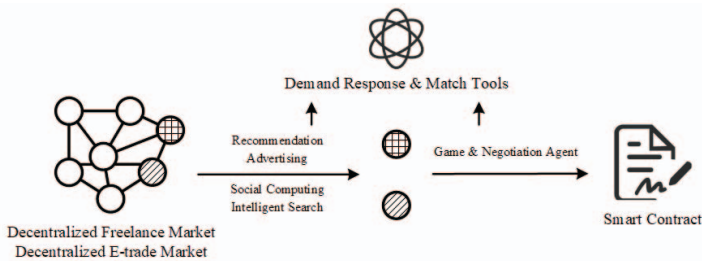 Demand Response & Match Tools
Recommendation
Advertising
Social Computing
Intelligent Search
Game & Negotiation Agent
Smart Contract
Decentralized Freelance Market
Decentralized E-trade Market